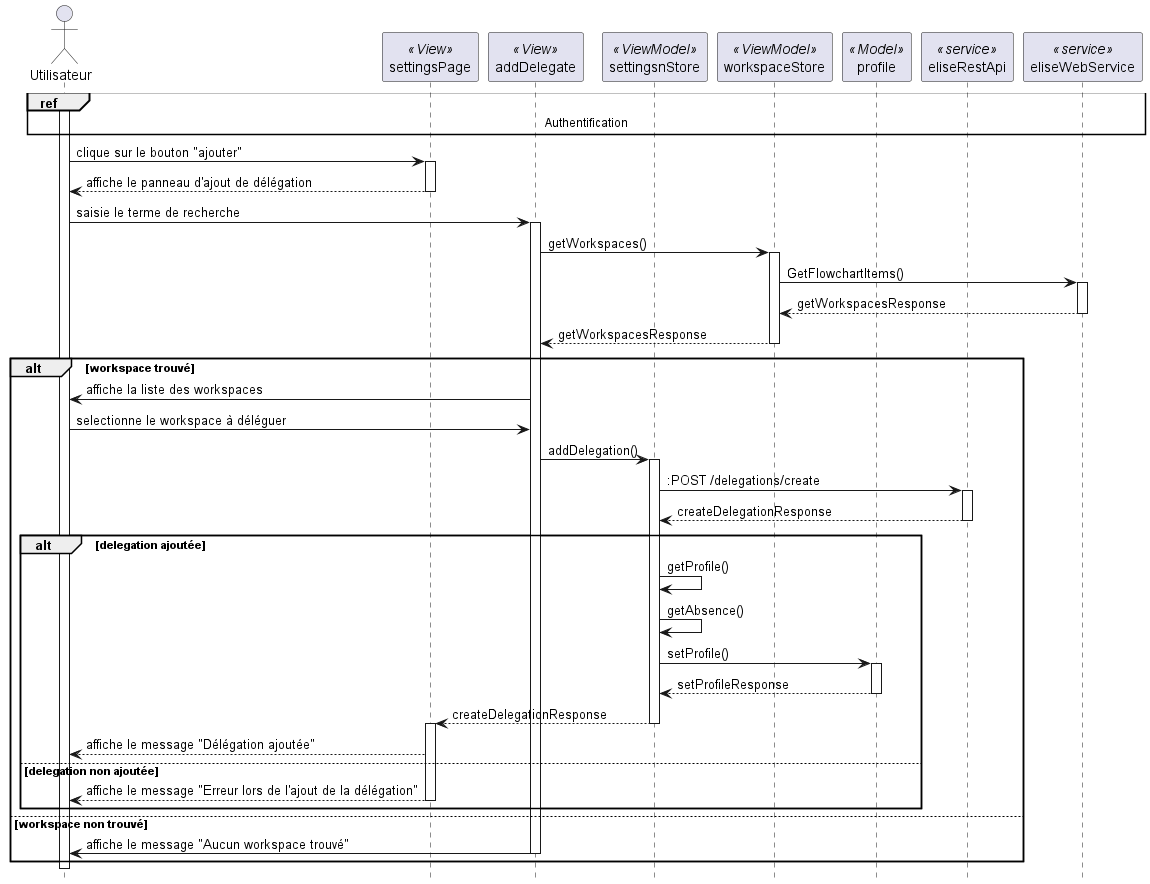 Utilisateur
«View»
settingsPage
«View»
addDelegate
«ViewModel»
settingsnStore
«ViewModel»
workspaceStore
«Model»
profile
«service»
eliseRestApi
«service»
eliseWebService
ref
Authentification
clique sur le bouton "ajouter"
affiche le panneau d'ajout de délégation
saisie le terme de recherche
getWorkspaces()
GetFlowchartItems()
getWorkspacesResponse
getWorkspacesResponse
alt
[workspace trouvé]
affiche la liste des workspaces
selectionne le workspace à déléguer
addDelegation()
:POST /delegations/create
createDelegationResponse
alt
[delegation ajoutée]
getProfile()
getAbsence()
setProfile()
setProfileResponse
createDelegationResponse
affiche le message "Délégation ajoutée"
[delegation non ajoutée]
affiche le message "Erreur lors de l'ajout de la délégation"
[workspace non trouvé]
affiche le message "Aucun workspace trouvé"